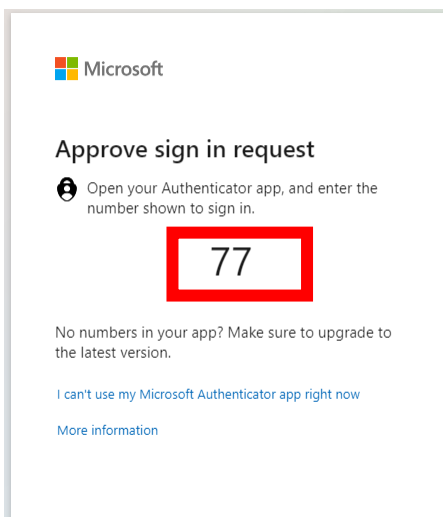 Microsoft
Approve sign in request
Open your Authenticator app, and enter the
number shown to sign in.
77
No numbers in your app? Make sure to upgrade to
the latest version.
I can't use my Microsoft Authenticator app right now
More information